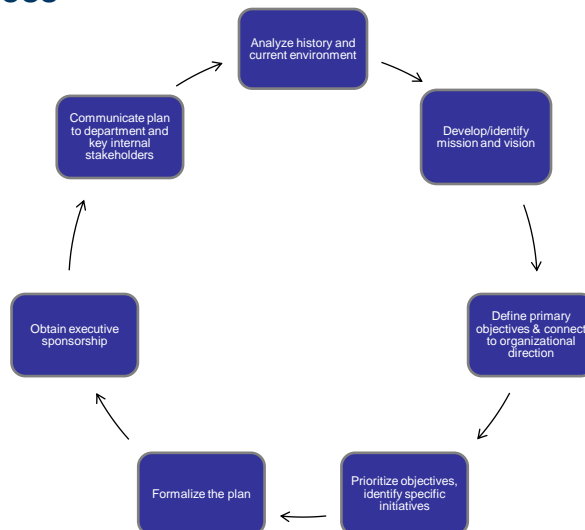 Analyze history and
current environment
Develop/identify
mission and vision
Define primary
objectives & connect
to organizational
direction
Prioritize objectives,
identify specific
initiatives
Formalize the plan
Obtain executive
sponsorship
Communicate plan
to department and
key internal
stakeholders